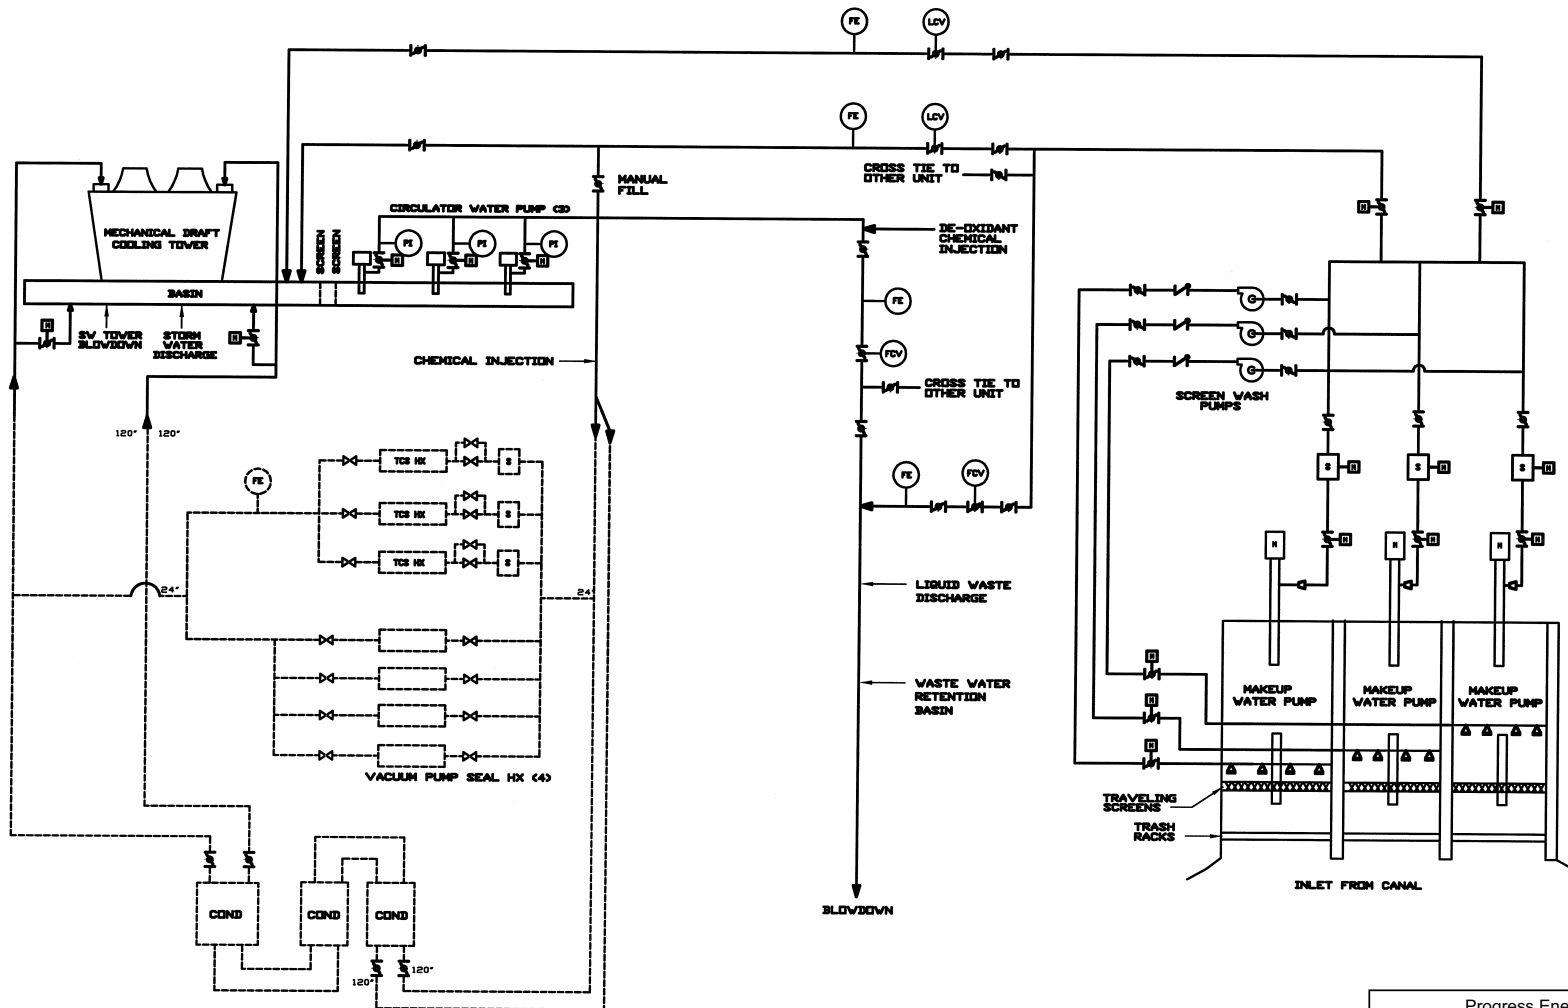 FE
LCV
FE
LCV
CROSS TIE TO
OTHER UNIT
MANUAL
FILL
CIRCULATOR WATER PUMP (3)
MECHANICAL DRAFT
COOLING TOWER
SCREEN
SCREEN
PI
PI
PI
M
M
M
DE-OXIDANT
CHEMICAL
INJECTION
M
M
BASIN
FE
M
SW TOWER
BLOWDOWN
STORM
WATER
DISCHARGE
M
CHEMICAL INJECTION
FCV
CROSS TIE TO
OTHER UNIT
SCREEN WASH
PUMPS
120" 120"
TCS HX
S
FE
TCS HX
S
TCS HX
S
FE
FCV
S
M
S
M
S
M
M
M
M
M
M
M
24"
24"
LIQUID WASTE
DISCHARGE
WASTE WATER
RETENTION
BASIN
M
M
M
MAKEUP
WATER PUMP
MAKEUP
WATER PUMP
MAKEUP
WATER PUMP
VACUUM PUMP SEAL HX (4)
TRAVELING
SCREENS
TRASH
RACKS
INLET FROM CANAL
COND
COND
COND
BLOWDOWN
120"
120"
Progress Ene